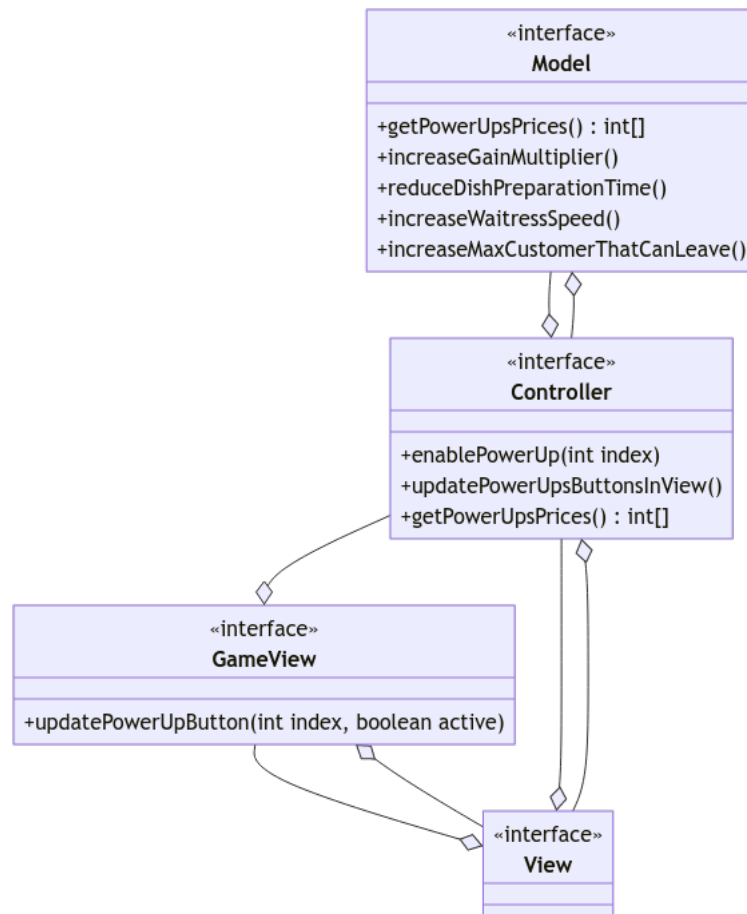 «interface»
Model
+getPowerUpsPrices() : int[]
+increaseGainMultiplier()
+reduceDishPreparationTime()
+increaseWaitressSpeed()
+increaseMaxCustomerThatCanLeave()
«interface»
Controller
+enablePowerUp(int index)
+updatePowerUpsButtonsInView()
+getPowerUpsPrices() : int[]
«interface»
GameView
+updatePowerUpButton(int index, boolean active)
«interface»
View